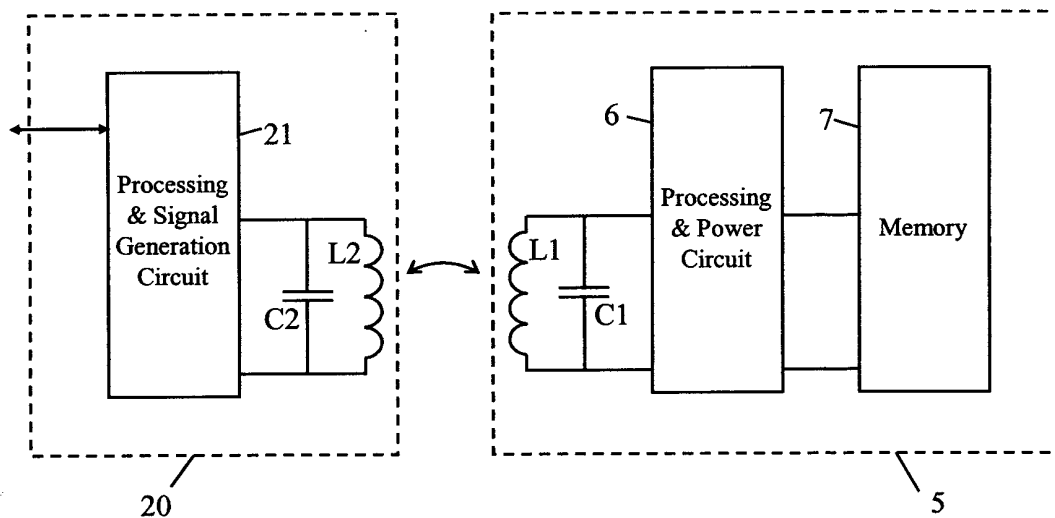 21
Processing
& Signal
Generation
Circuit
L2
C2
20
L1
C1
6
Processing
& Power
Circuit
7
Memory
5